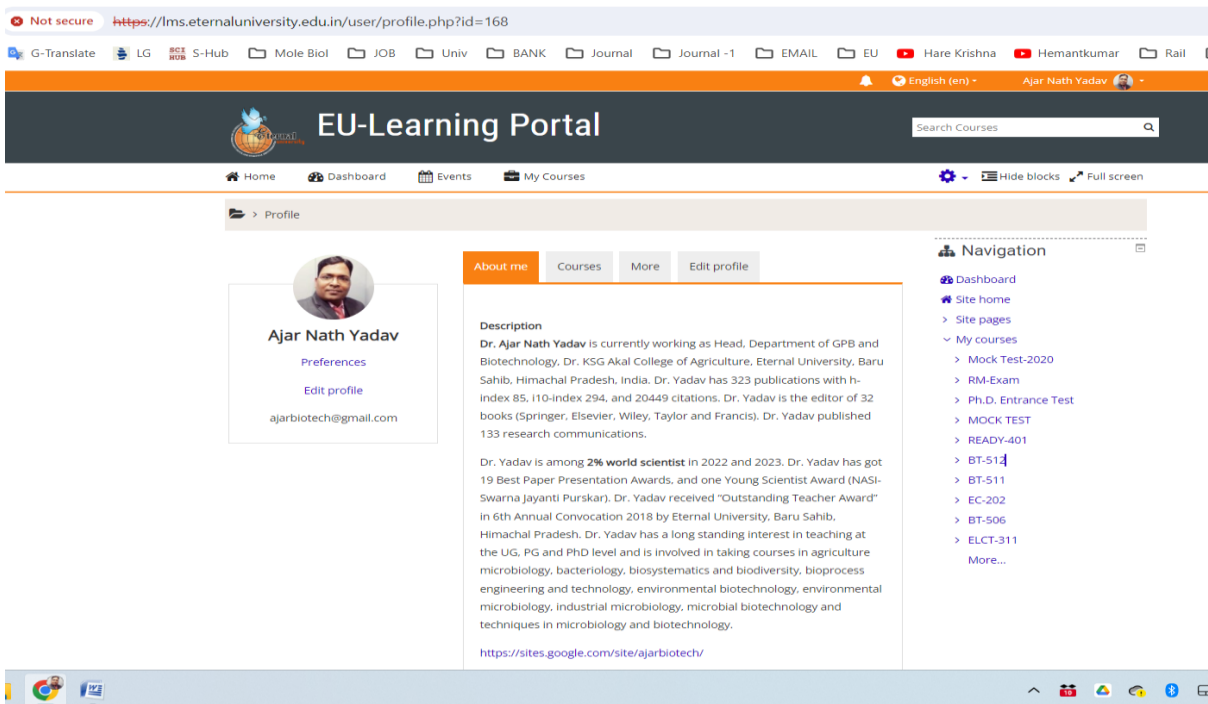 Not secure https://lms.eternaluniversity.edu.in/user/profile.php?id=168
G-Translate LG SCI HUB S-Hub Mole Biol JOB Univ BANK Journal Journal -1 EMAIL EU Hare Krishna Hemantkumar Rail
English (en) Ajar Nath Yadav
Eternal
EU-Learning Portal
Search Courses
Home Dashboard Events My Courses Hide blocks Full screen
> Profile
Ajar Nath Yadav
Preferences
Edit profile
ajarbiotech@gmail.com
About me Courses More Edit profile
Description
Dr. Ajar Nath Yadav is currently working as Head, Department of GPB and
Biotechnology, Dr. KSG Akal College of Agriculture, Eternal University, Baru
Sahib, Himachal Pradesh, India. Dr. Yadav has 323 publications with h-
index 85, i10-index 294, and 20449 citations. Dr. Yadav is the editor of 32
books (Springer, Elsevier, Wiley, Taylor and Francis). Dr. Yadav published
133 research communications.
Dr. Yadav is among 2% world scientist in 2022 and 2023. Dr. Yadav has got
19 Best Paper Presentation Awards, and one Young Scientist Award (NASI-
Swarna Jayanti Purskar). Dr. Yadav received “Outstanding Teacher Award”
in 6th Annual Convocation 2018 by Eternal University, Baru Sahib,
Himachal Pradesh. Dr. Yadav has a long standing interest in teaching at
the UG, PG and PhD level and is involved in taking courses in agriculture
microbiology, bacteriology, biosystematics and biodiversity, bioprocess
engineering and technology, environmental biotechnology, environmental
microbiology, industrial microbiology, microbial biotechnology and
techniques in microbiology and biotechnology.
https://sites.google.com/site/ajarbiotech/
Navigation
Dashboard
Site home
> Site pages
My courses
> Mock Test-2020
> RM-Exam
> Ph.D. Entrance Test
> MOCK TEST
> READY-401
> BT-512
> BT-511
> EC-202
> BT-506
> ELCT-311
More...
10